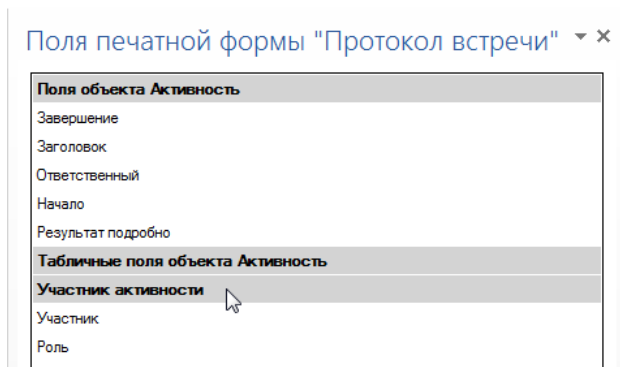 Поля печатной формы "Протокол встречи"
Поля объекта Активность
Завершение
Заголовок
Ответственный
Начало
Результат подробно
Табличные поля объекта Активность
Участник активности
Участник
Роль